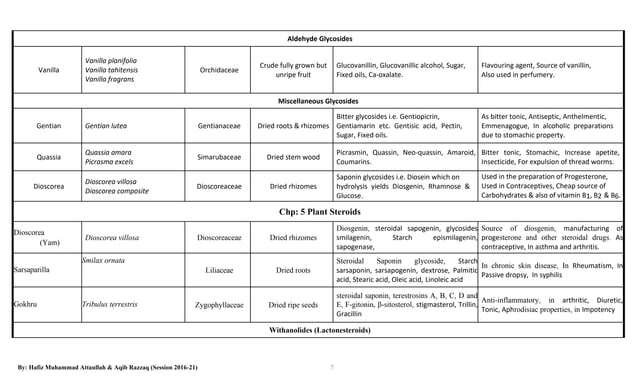 Aldehyde Glycosides
Vanilla
Vanilla planifolia
Vanilla tahitensis
Vanilla fragrans
Orchidaceae
Crude fully grown but
unripe fruit
Glucovanillin, Glucovanillic alcohol, Sugar,
Fixed oils, Ca-oxalate.
Flavouring agent, Source of vanillin,
Also used in perfumery.
Miscellaneous Glycosides
Gentian
Gentian lutea
Gentianaceae
Dried roots & rhizomes
Bitter glycosides i.e. Gentiopicrin,
Gentiamarin etc. Gentisic acid, Pectin,
Sugar, Fixed oils.
As bitter tonic, Antiseptic, Anthelmentic,
Emmenagogue, In alcoholic preparations
due to stomachic property.
Quassia
Quassia amara
Picrasma excels
Simarubaceae
Dried stem wood
Picrasmin, Quassin, Neo-quassin, Amaroid,
Coumarins.
Bitter tonic, Stomachic, Increase apetite,
Insecticide, For expulsion of thread worms.
Dioscorea
Dioscorea villosa
Dioscorea composite
Dioscoreaceae
Dried rhizomes
Saponin glycosides i.e. Diosein which on
hydrolysis yields Diosgenin, Rhamnose &
Glucose.
Used in the preparation of Progesterone,
Used in Contraceptives, Cheap source of
Carbohydrates & also of vitamin B1, B2 & B6.
Chp: 5 Plant Steroids
Dioscorea
(Yam)
Dioscorea villosa
Dioscoreaceae
Dried rhizomes
Diosgenin, steroidal sapogenin, glycosides
smilagenin, Starch epismilagenin,
sapogenase,
Source of diosgenin, manufacturing of
progesterone and other steroidal drugs. As
contraceptive, In asthma and arthritis.
Sarsaparilla
Smilax ornata
Liliaceae
Dried roots
Steroidal Saponin glycoside, Starch
sarsaponin, sarsapogenin, dextrose, Palmitic
acid, Stearic acid, Oleic acid, Linoleic acid
In chronic skin disease, In Rheumatism, In
Passive dropsy, In syphilis
Gokhru
Tribulus terrestris
Zygophyllaceae
Dried ripe seeds
steroidal saponin, terestrosins A, B, C, D and
E, F-gitonin, β-sitosterol, stigmasterol, Trillin,
Gracillin
Anti-inflammatory, in arthritic, Diuretic,
Tonic, Aphrodisiac properties, in Impotency
Withanolides (Lactonesteroids)
By: Hafiz Muhammad Attaullah & Aqib Razzaq (Session 2016-21)
7